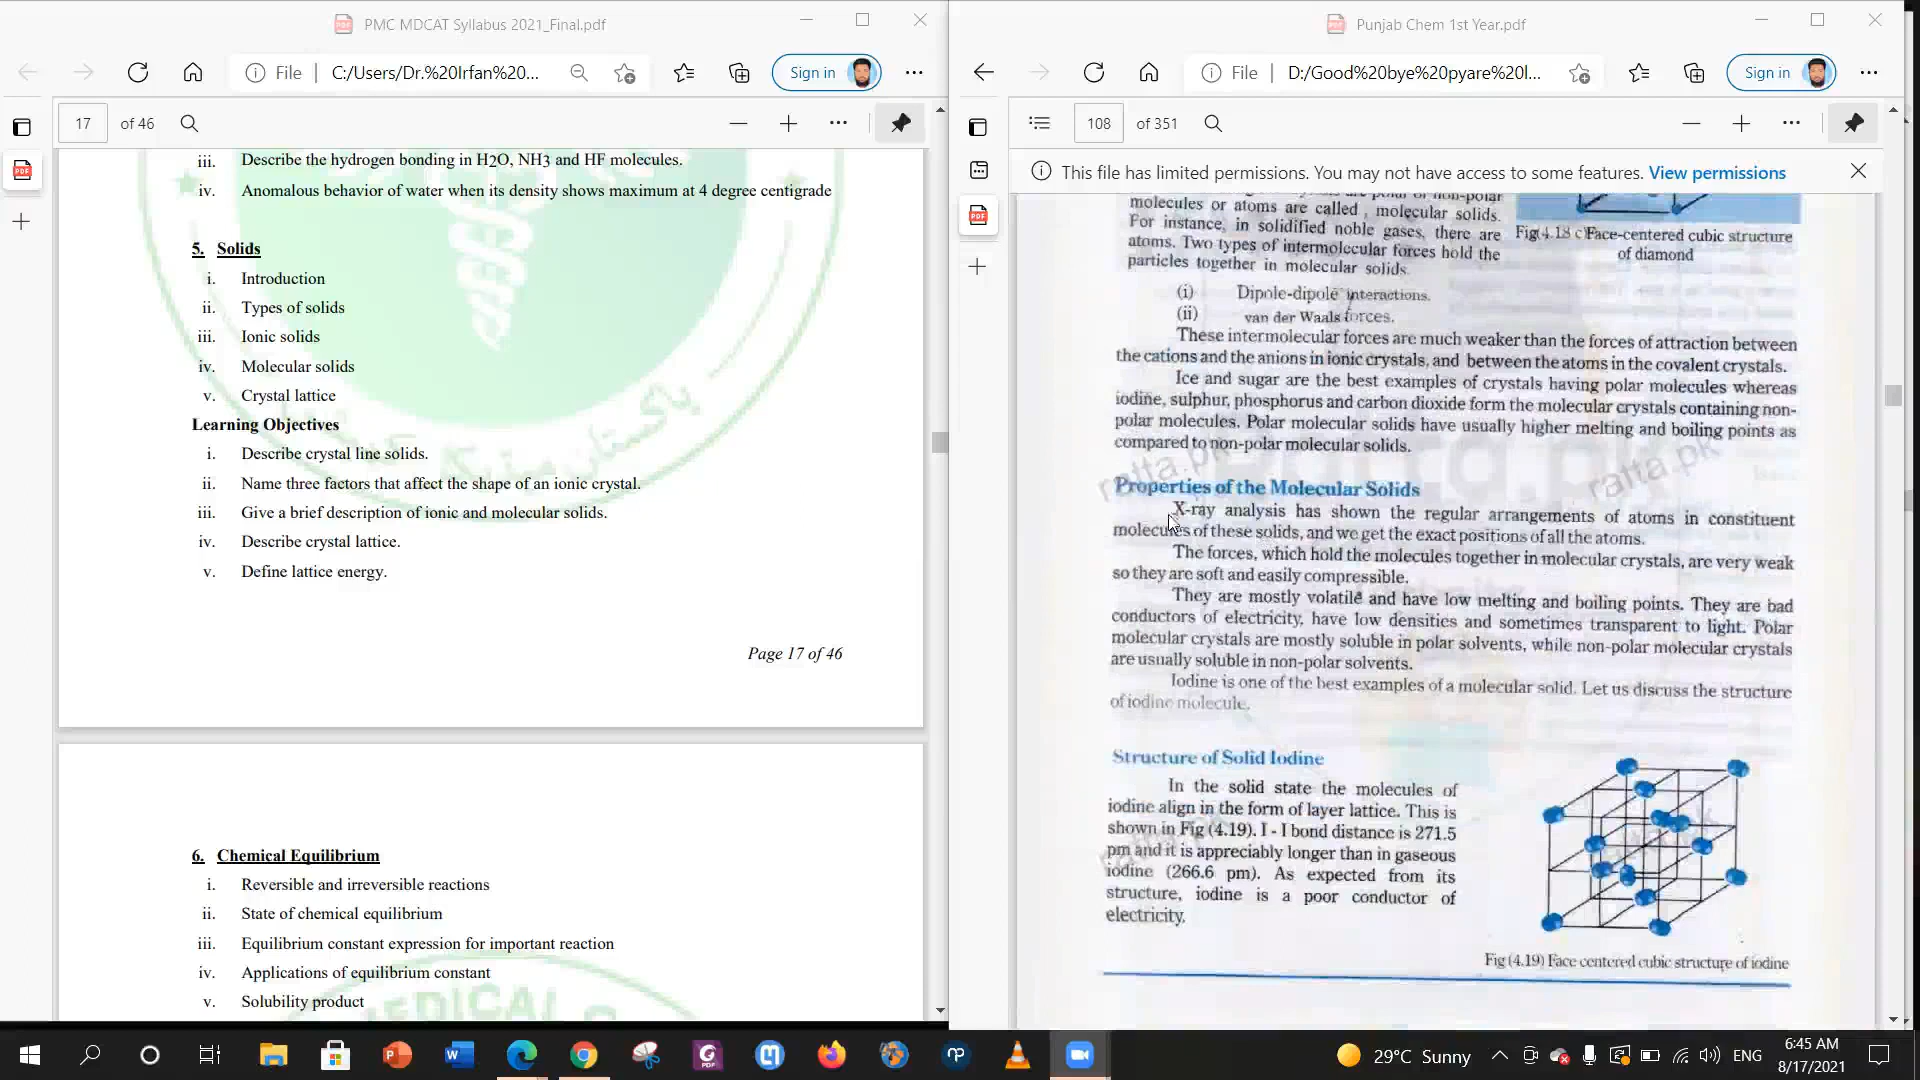 PMC MDCAT Syllabus 2021_Final.pdf
File
C:/Users/Dr.%20Irfan%20...
Sign in
17 of 46
iii. Describe the hydrogen bonding in H2O, NH3 and HF molecules.
iv. Anomalous behavior of water when its density shows maximum at 4 degree centigrade
5. Solids
i. Introduction
ii. Types of solids
iii. Ionic solids
iv. Molecular solids
v. Crystal lattice
Learning Objectives
i. Describe crystal line solids.
ii. Name three factors that affect the shape of an ionic crystal.
iii. Give a brief description of ionic and molecular solids.
iv. Describe crystal lattice.
v. Define lattice energy.
Page 17 of 46
6. Chemical Equilibrium
i. Reversible and irreversible reactions
ii. State of chemical equilibrium
iii. Equilibrium constant expression for important reaction
iv. Applications of equilibrium constant
v. Solubility product
MEDICAL
Punjab Chem 1st Year.pdf
File
D:/Good%20bye%20pyare%20l...
Sign in
108 of 351
This file has limited permissions. You may not have access to some features. View permissions
molecules or atoms are called , molecular solids.
For instance, in solidified noble gases, there are
atoms. Two types of intermolecular forces hold the
particles together in molecular solids.
Fig(4.18 c)Face-centered cubic structure
of diamond
(i) Dipole-dipole interactions.
(ii) van der Waals forces.
These intermolecular forces are much weaker than the forces of attraction between
the cations and the anions in ionic crystals, and between the atoms in the covalent crystals.
Ice and sugar are the best examples of crystals having polar molecules whereas
iodine, sulphur, phosphorus and carbon dioxide form the molecular crystals containing non-
polar molecules. Polar molecular solids have usually higher melting and boiling points as
compared to non-polar molecular solids.
ratta.pk
ratta.pk
Properties of the Molecular Solids
X-ray analysis has shown the regular arrangements of atoms in constituent
molecules of these solids, and we get the exact positions of all the atoms.
The forces, which hold the molecules together in molecular crystals, are very weak
so they are soft and easily compressible.
They are mostly volatile and have low melting and boiling points. They are bad
conductors of electricity, have low densities and sometimes transparent to light. Polar
molecular crystals are mostly soluble in polar solvents, while non-polar molecular crystals
are usually soluble in non-polar solvents.
Iodine is one of the best examples of a molecular solid. Let us discuss the structure
of iodine molecule.
Structure of Solid Iodine
In the solid state the molecules of
iodine align in the form of layer lattice. This is
shown in Fig (4.19). I - I bond distance is 271.5
pm and it is appreciably longer than in gaseous
iodine (266.6 pm). As expected from its
structure, iodine is a poor conductor of
electricity.
Fig (4.19) Face centered cubic structure of iodine
29°C Sunny
ENG
6:45 AM
8/17/2021